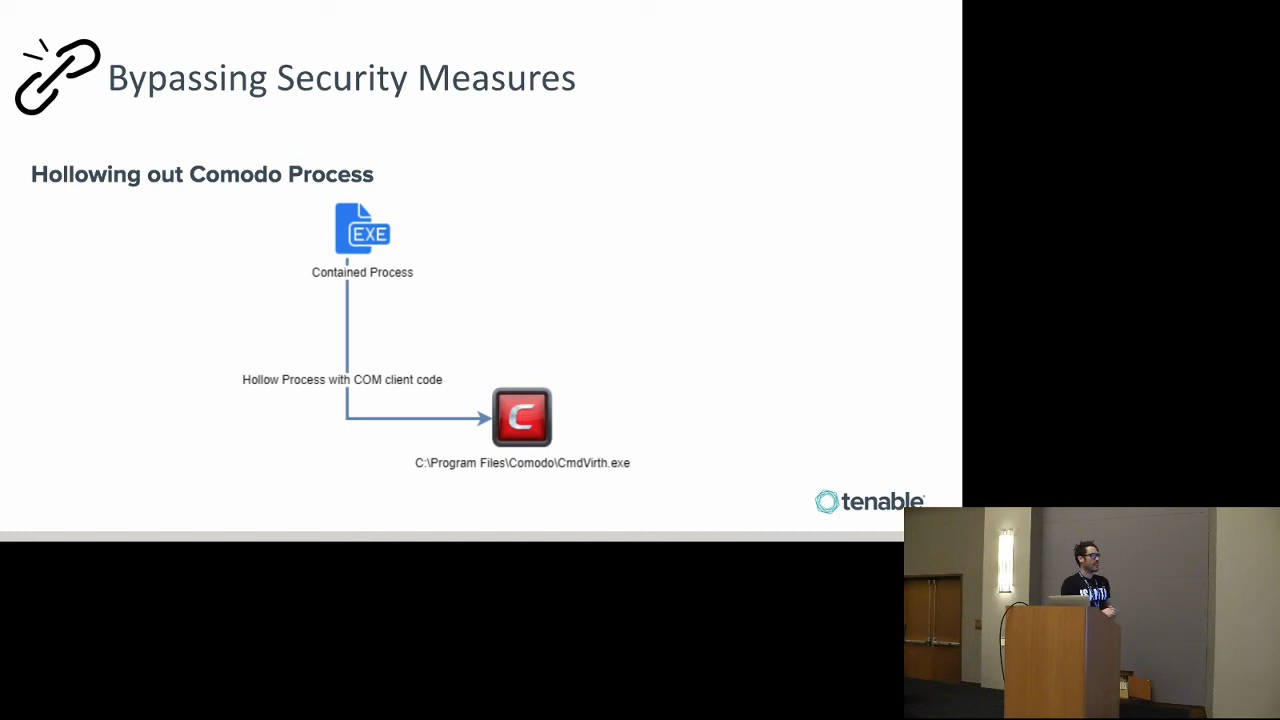 Bypassing Security Measures
Hollowing out Comodo Process
EXE
Contained Process
Hollow Process with COM client code
C
C:\Program Files\Comodo\CmdVirth.exe
tenable